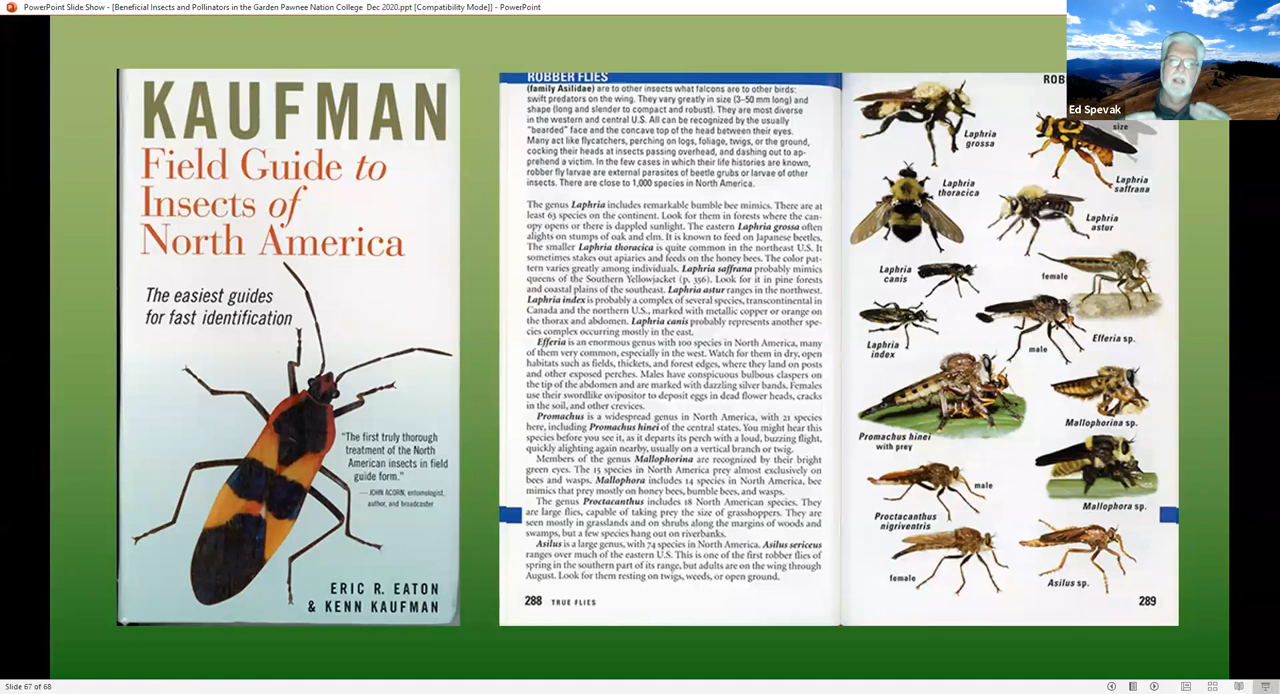 PowerPoint Slide Show - [Beneficial Insects and Pollinators in the Garden Pawnee Nation College Dec 2020.ppt [Compatibility Mode]] - PowerPoint
Ed Spevak
KAUFMAN
Field Guide to
Insects of
North America
The easiest guides
for fast identification
"The first truly thorough
treatment of the North
American insects in field
guide form."
— JOHN ACORN, entomologist,
author, and broadcaster
ERIC R. EATON
& KENN KAUFMAN
ROBBER FLIES
(family Asilidae) are to other insects what falcons are to other birds:
swift predators on the wing. They vary greatly in size (3–50 mm long) and
shape (long and slender to compact and robust). They are most diverse
in the western and central U.S. All can be recognized by the usually
"bearded" face and the concave top of the head between their eyes.
Many act like flycatchers, perching on logs, foliage, twigs, or the ground,
cocking their heads at insects passing overhead, and dashing out to ap-
prehend a victim. In the few cases in which their life histories are known,
robber fly larvae are external parasites of beetle grubs or larvae of other
insects. There are close to 1,000 species in North America.
The genus Laphria includes remarkable bumble bee mimics. There are at
least 63 species on the continent. Look for them in forests where the can-
opy opens or there is dappled sunlight. The eastern Laphria grossa often
alights on stumps of oak and elm. It is known to feed on Japanese beetles.
The smaller Laphria thoracica is quite common in the northeast U.S. It
sometimes stakes out apiaries and feeds on the honey bees. The color pat-
tern varies greatly among individuals. Laphria saffrana probably mimics
queens of the Southern Yellowjacket (p. 356). Look for it in pine forests
and coastal plains of the southeast. Laphria astur ranges in the northwest.
Laphria index is probably a complex of several species, transcontinental in
Canada and the northern U.S., marked with metallic copper or orange on
the thorax and abdomen. Laphria canis probably represents another spe-
cies complex occurring mostly in the east.
Efferia is an enormous genus with 100 species in North America, many
of them very common, especially in the west. Watch for them in dry, open
habitats such as fields, thickets, and forest edges, where they land on posts
and other exposed perches. Males have conspicuous bulbous claspers on
the tip of the abdomen and are marked with dazzling silver bands. Females
use their swordlike ovipositor to deposit eggs in dead flower heads, cracks
in the soil, and other crevices.
Promachus is a widespread genus in North America, with 21 species
here, including Promachus hinei of the central states. You might hear this
species before you see it, as it departs its perch with a loud, buzzing flight,
quickly alighting again nearby, usually on a vertical branch or twig.
Members of the genus Mallophorina are recognized by their bright
green eyes. The 15 species in North America prey almost exclusively on
bees and wasps. Mallophora includes 14 species in North America, bee
mimics that prey mostly on honey bees, bumble bees, and wasps.
The genus Proctacanthus includes 18 North American species. They
are large flies, capable of taking prey the size of grasshoppers. They are
seen mostly in grasslands and on shrubs along the margins of woods and
swamps, but a few species hang out on riverbanks.
Asilus is a large genus, with 74 species in North America. Asilus sericeus
ranges over much of the eastern U.S. This is one of the first robber flies of
spring in the southern part of its range, but adults are on the wing through
August. Look for them resting on twigs, weeds, or open ground.
288 TRUE FLIES
ROB
size
Laphria
grossa
Laphria
saffrana
Laphria
thoracica
Laphria
astur
Laphria
canis
female
Laphria
index
male
Efferia sp.
Promachus hinei
with prey
Mallophorina sp.
male
Proctacanthus
nigriventris
Mallophora sp.
female
Asilus sp.
289
Slide 67 of 68